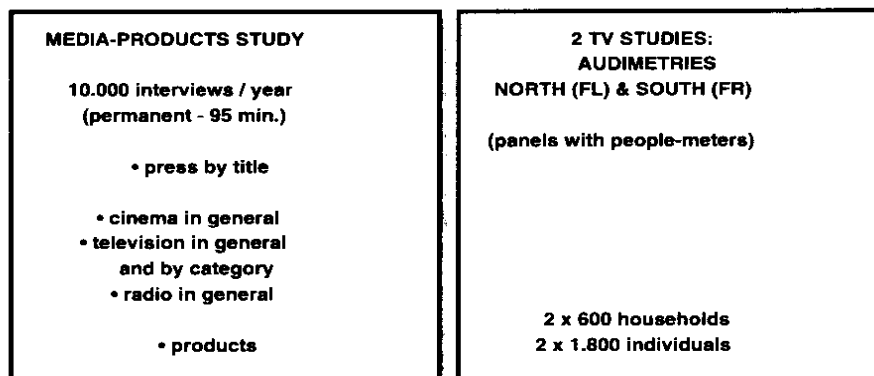 MEDIA-PRODUCTS STUDY
10.000 interviews / year
(permanent - 95 min.)
• press by title
• cinema in general
• television in general
and by category
• radio in general
• products
2 TV STUDIES:
AUDIMETRIES
NORTH (FL) & SOUTH (FR)
(panels with people-meters)
2 x 600 households
2 x 1.800 individuals